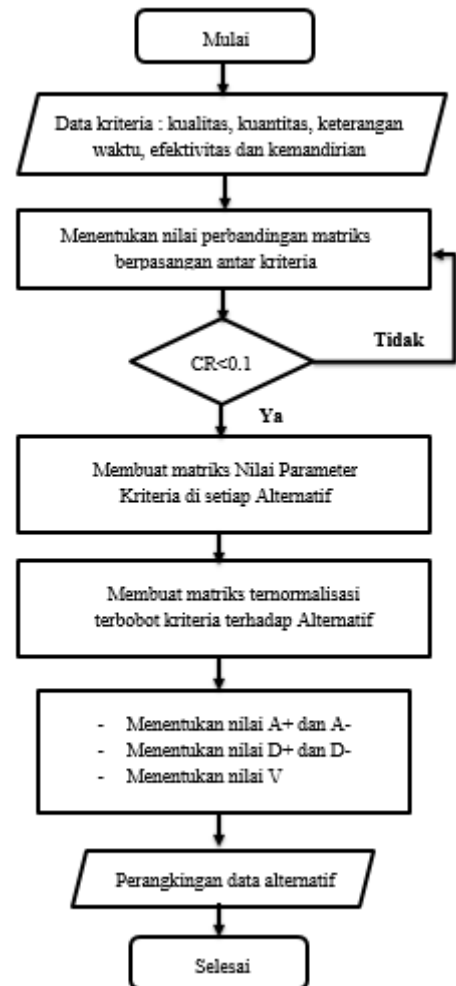 Mulai
Data kriteria : kualitas, kuantitas, keterangan
waktu, efektivitas dan kemandirian
Menentukan nilai perbandingan matriks
berpasangan antar kriteria
CR<0.1
Tidak
Ya
Membuat matriks Nilai Parameter
Kriteria di setiap Alternatif
Membuat matriks ternormalisasi
terbobot kriteria terhadap Alternatif
- Menentukan nilai A+ dan A-
- Menentukan nilai D+ dan D-
- Menentukan nilai V
Perangkingan data alternatif
Selesai